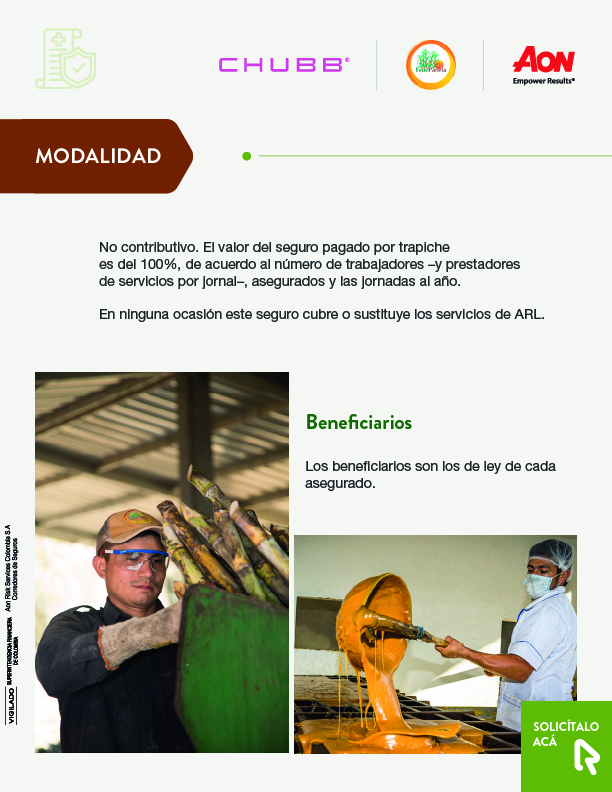 CHUBB®
FedePanela
AON
Empower Results®
MODALIDAD
No contributivo. El valor del seguro pagado por trapiche
es del 100%, de acuerdo al número de trabajadores –y prestadores
de servicios por jornal–, asegurados y las jornadas al año.
En ninguna ocasión este seguro cubre o sustituye los servicios de ARL.
Beneficiarios
Los beneficiarios son los de ley de cada
asegurado.
Aon Risk Services Colombia S.A
Corredores de Seguros
VIGILADO
SUPERINTENDENCIA FINANCIERA
DE COLOMBIA
SOLICÍTALO
ACÁ